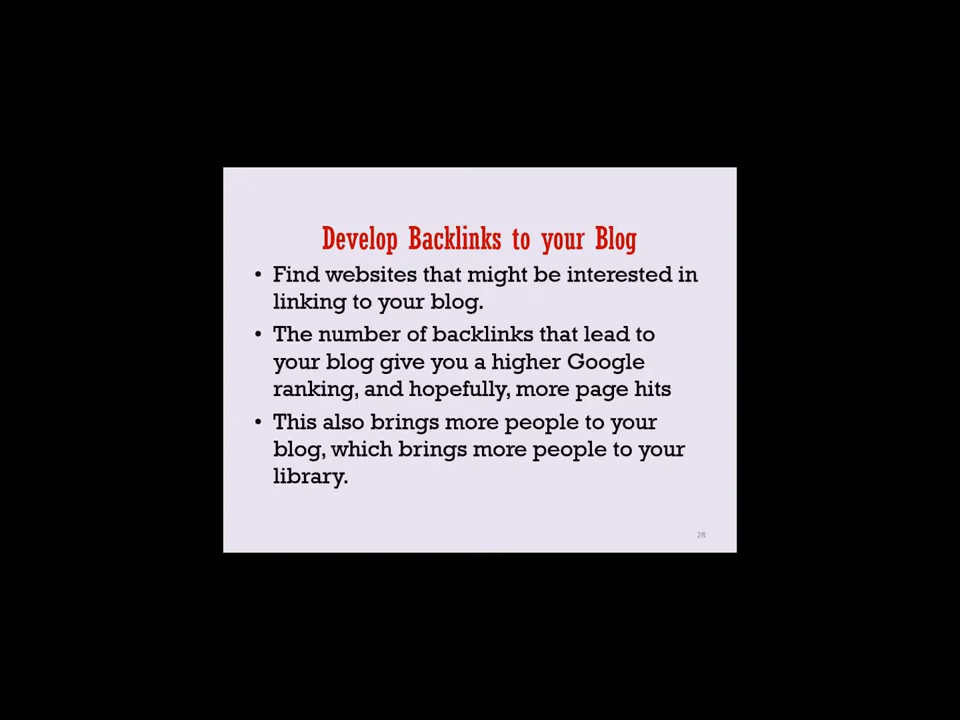 Develop Backlinks to your Blog
• Find websites that might be interested in
linking to your blog.
• The number of backlinks that lead to
your blog give you a higher Google
ranking, and hopefully, more page hits
• This also brings more people to your
blog, which brings more people to your
library.
28